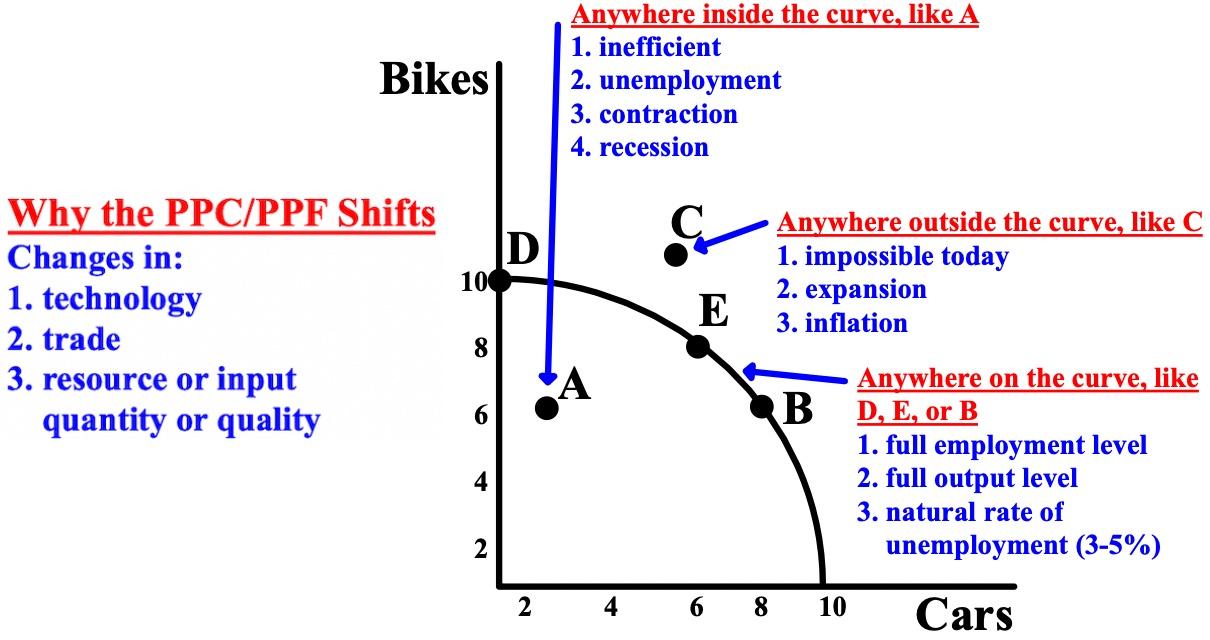 Anywhere inside the curve, like A
1. inefficient
2. unemployment
3. contraction
4. recession
Bikes
Why the PPC/PPF Shifts
Changes in:
1. technology
2. trade
3. resource or input
quantity or quality
C
Anywhere outside the curve, like C
1. impossible today
2. expansion
3. inflation
D
10
E
8
A
6
B
Anywhere on the curve, like
D, E, or B
1. full employment level
2. full output level
3. natural rate of
unemployment (3-5%)
4
2
2 4 6 8 10
Cars